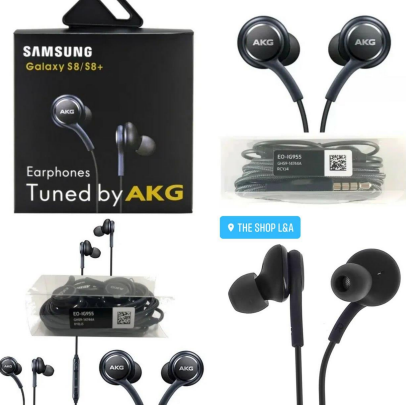 SAMSUNG
Galaxy S8/S8+
AKG
Earphones
Tuned by AKG
AKG
AKG
EO-IG955
THE SHOP L&A
EO-IG955
AKG
AKG